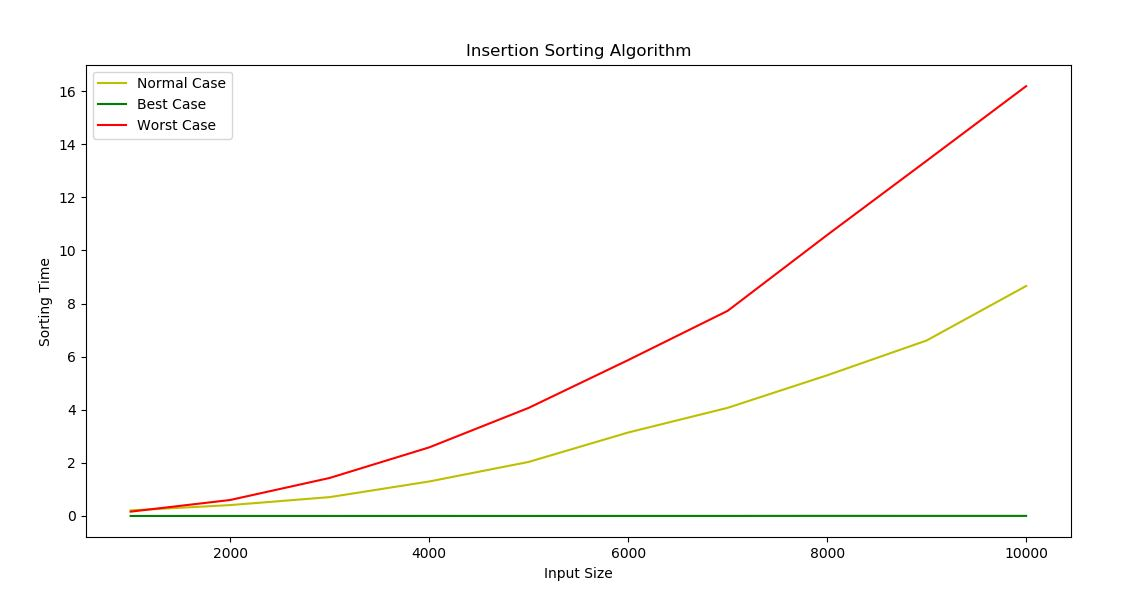 Insertion Sorting Algorithm
Normal Case
Best Case
Worst Case
Sorting Time
16
14
12
10
8
6
4
2
0
2000 4000 6000 8000 10000
Input Size